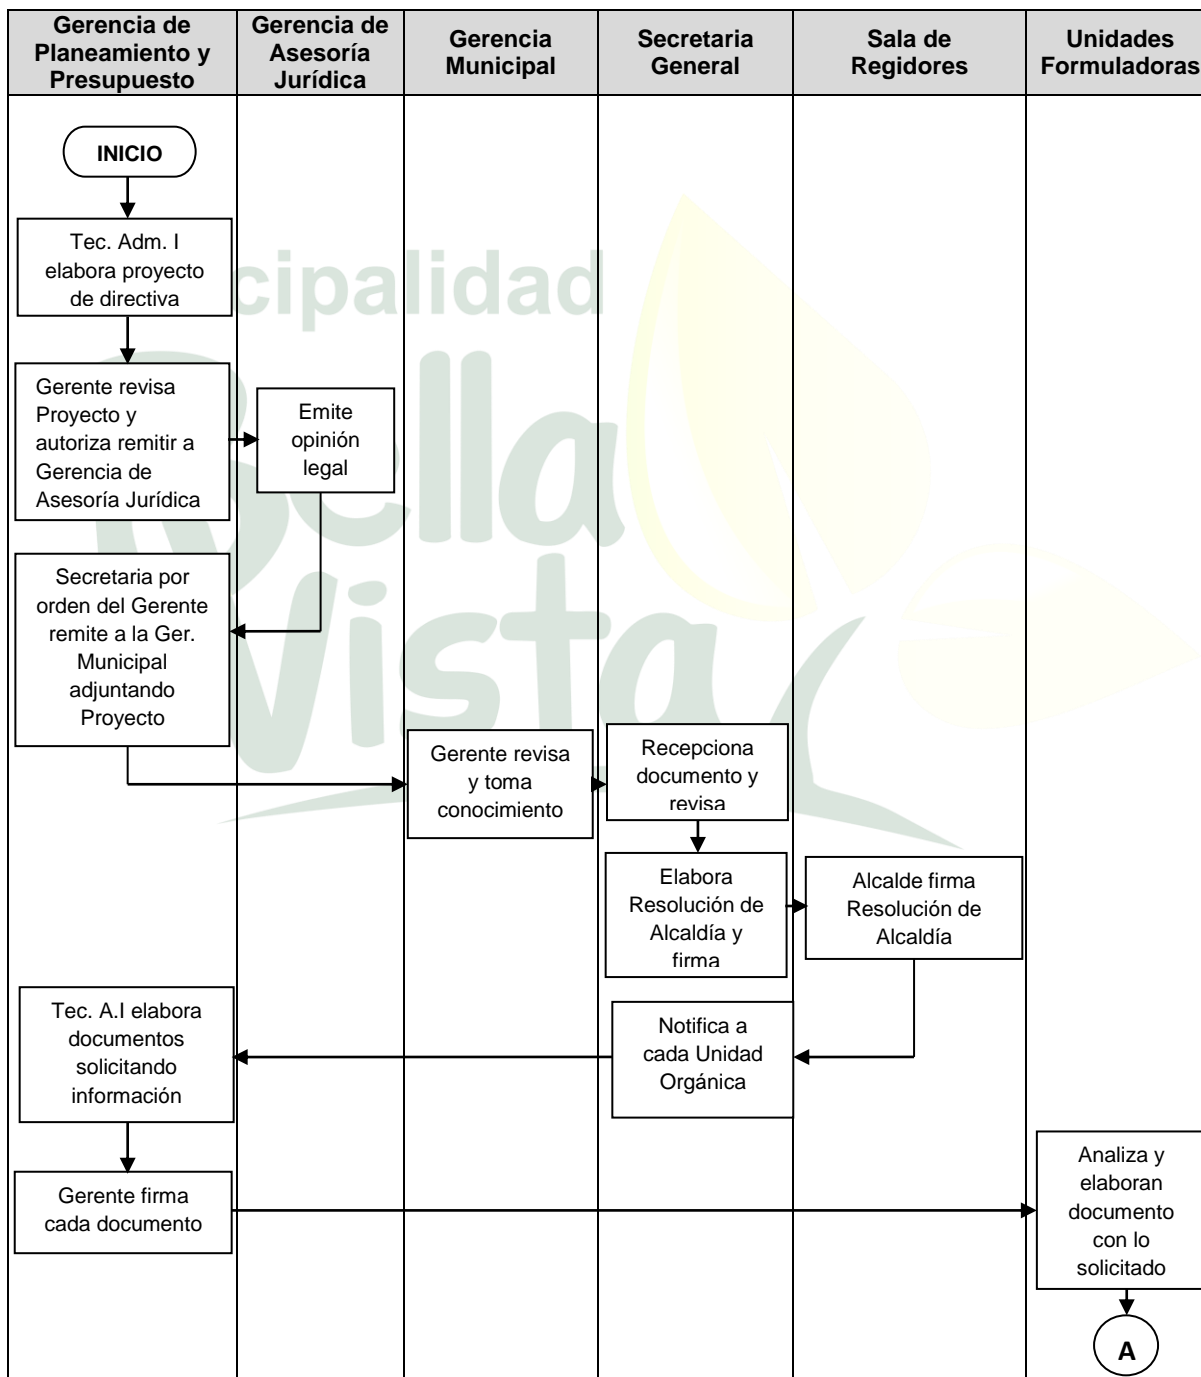 Gerencia de
Planeamiento y
Presupuesto
Gerencia de
Asesoría
Jurídica
Gerencia
Municipal
Secretaria
General
Sala de
Regidores
Unidades
Formuladoras
INICIO
Tec. Adm. I
elabora proyecto
de directiva
cipalidad
Bella
Vista
Gerente revisa
Proyecto y
autoriza remitir a
Gerencia de
Asesoría Jurídica
Emite
opinión
legal
Secretaria por
orden del Gerente
remite a la Ger.
Municipal
adjuntando
Proyecto
Gerente revisa
y toma
conocimiento
Recepciona
documento y
revisa
Elabora
Resolución de
Alcaldía y
firma
Alcalde firma
Resolución de
Alcaldía
Notifica a
cada Unidad
Orgánica
Tec. A.I elabora
documentos
solicitando
información
Gerente firma
cada documento
Analiza y
elaboran
documento
con lo
solicitado
A